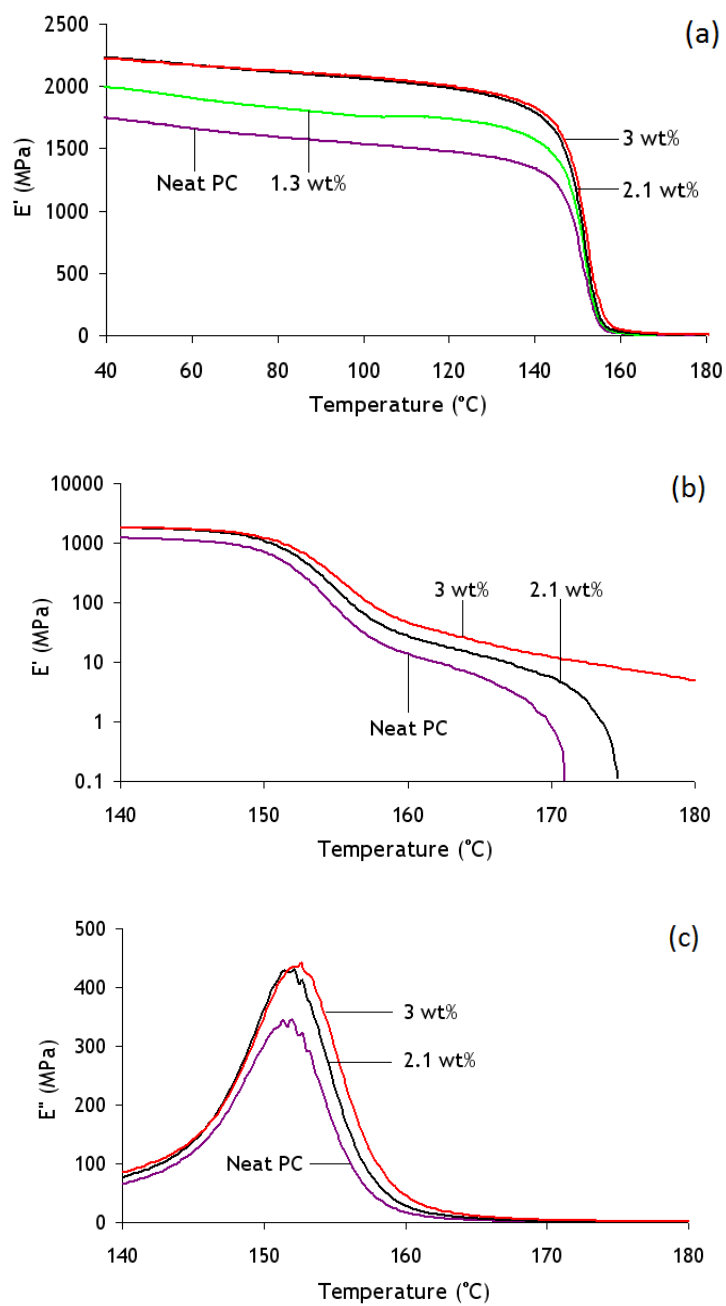 (a)
2500
2000
1500
1000
500
0
E' (MPa)
3 wt%
2.1 wt%
Neat PC
1.3 wt%
40 60 80 100 120 140 160 180
Temperature (°C)
(b)
10000
1000
100
10
1
0.1
E' (MPa)
3 wt% 2.1 wt%
Neat PC
140 150 160 170 180
Temperature (°C)
(c)
500
400
300
200
100
0
E" (MPa)
3 wt%
2.1 wt%
Neat PC
140 150 160 170 180
Temperature (°C)